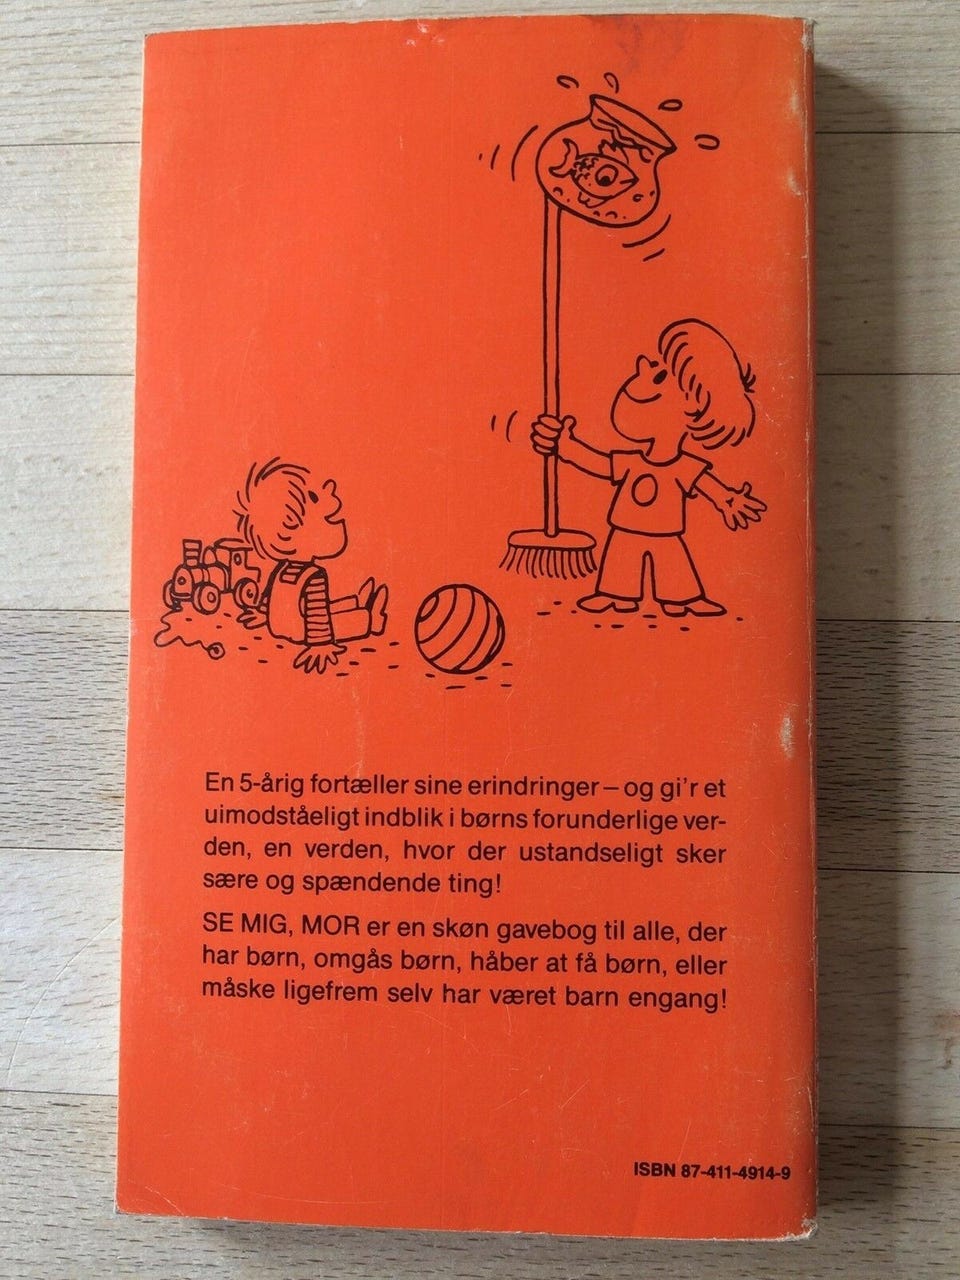 En 5-årig fortæller sine erindringer – og gi'r et
uimodståeligt indblik i børns forunderlige ver-
den, en verden, hvor der ustandseligt sker
sære og spændende ting!
SE MIG, MOR er en skøn gavebog til alle, der
har børn, omgås børn, håber at få børn, eller
måske ligefrem selv har været barn engang!
ISBN 87-411-4914-9